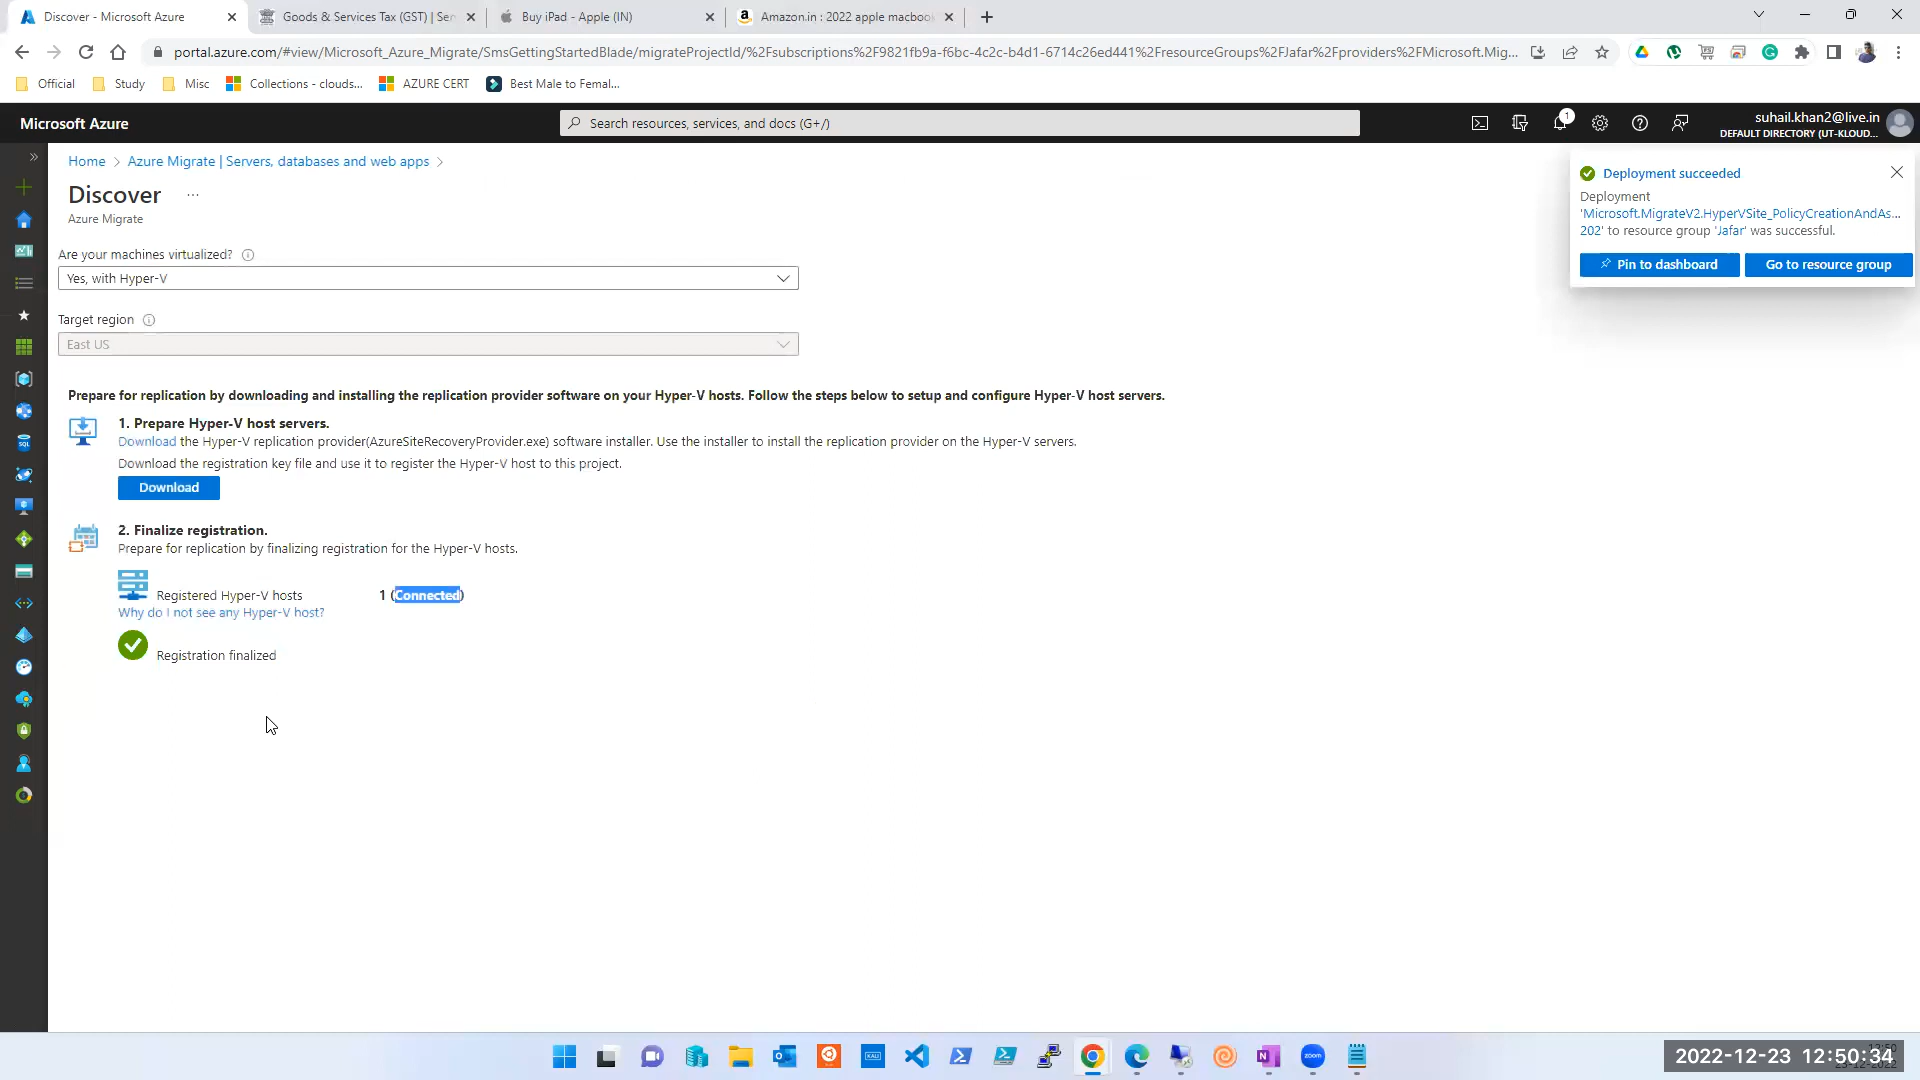 Discover - Microsoft Azure
Goods & Services Tax (GST) | Ser
Buy iPad - Apple (IN)
Amazon.in : 2022 apple macbook
portal.azure.com/#view/Microsoft_Azure_Migrate/SmsGettingStartedBlade/migrateProjectId/%2Fsubscriptions%2F9821fb9a-f6bc-4c2c-b4d1-6714c26ed441%2FresourceGroups%2FJafar%2Fproviders%2FMicrosoft.Mig...
Official
Study
Misc
Collections - clouds...
AZURE CERT
Best Male to Femal...
Microsoft Azure
Search resources, services, and docs (G+/)
1
suhail.khan2@live.in
DEFAULT DIRECTORY (UT-KLOUD...
Home > Azure Migrate | Servers, databases and web apps >
Discover ...
Azure Migrate
Deployment succeeded
Deployment
'Microsoft.MigrateV2.HyperVSite_PolicyCreationAndAs...
202' to resource group 'Jafar' was successful.
Pin to dashboard
Go to resource group
Are your machines virtualized?
Yes, with Hyper-V
Target region
East US
Prepare for replication by downloading and installing the replication provider software on your Hyper-V hosts. Follow the steps below to setup and configure Hyper-V host servers.
1. Prepare Hyper-V host servers.
Download the Hyper-V replication provider(AzureSiteRecoveryProvider.exe) software installer. Use the installer to install the replication provider on the Hyper-V servers.
Download the registration key file and use it to register the Hyper-V host to this project.
Download
2. Finalize registration.
Prepare for replication by finalizing registration for the Hyper-V hosts.
Registered Hyper-V hosts 1 (Connected)
Why do I not see any Hyper-V host?
Registration finalized
2022-12-23 12:50:34